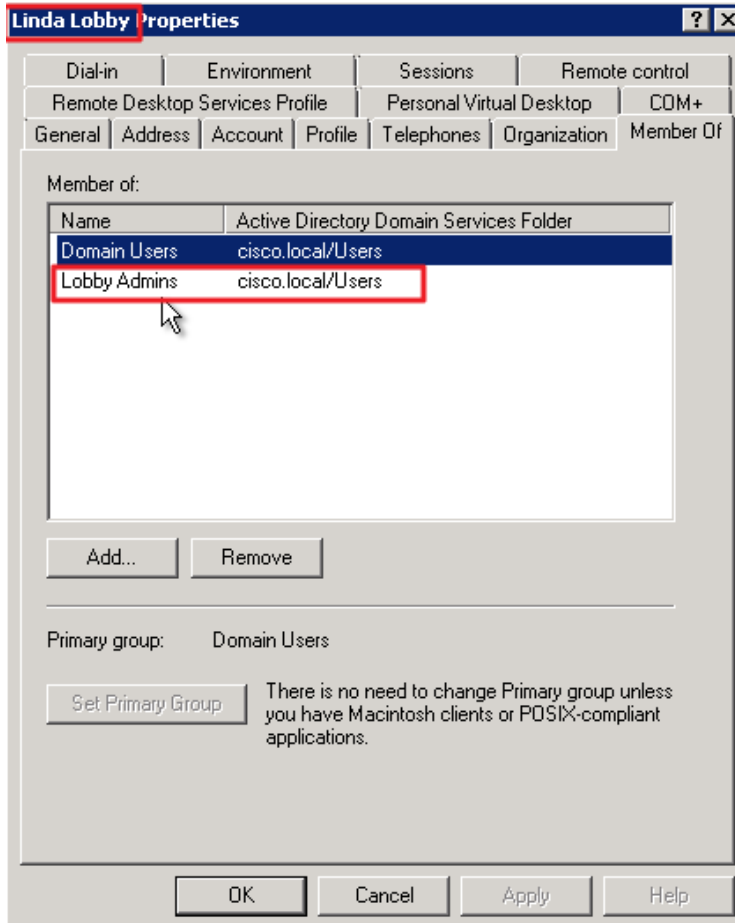 Linda Lobby Properties
Dial-in Environment Sessions Remote control
Remote Desktop Services Profile Personal Virtual Desktop COM+
General Address Account Profile Telephones Organization Member Of
Member of:
Name Active Directory Domain Services Folder
Domain Users cisco.local/Users
Lobby Admins cisco.local/Users
Add... Remove
Primary group: Domain Users
Set Primary Group
There is no need to change Primary group unless
you have Macintosh clients or POSIX-compliant
applications.
OK Cancel Apply Help